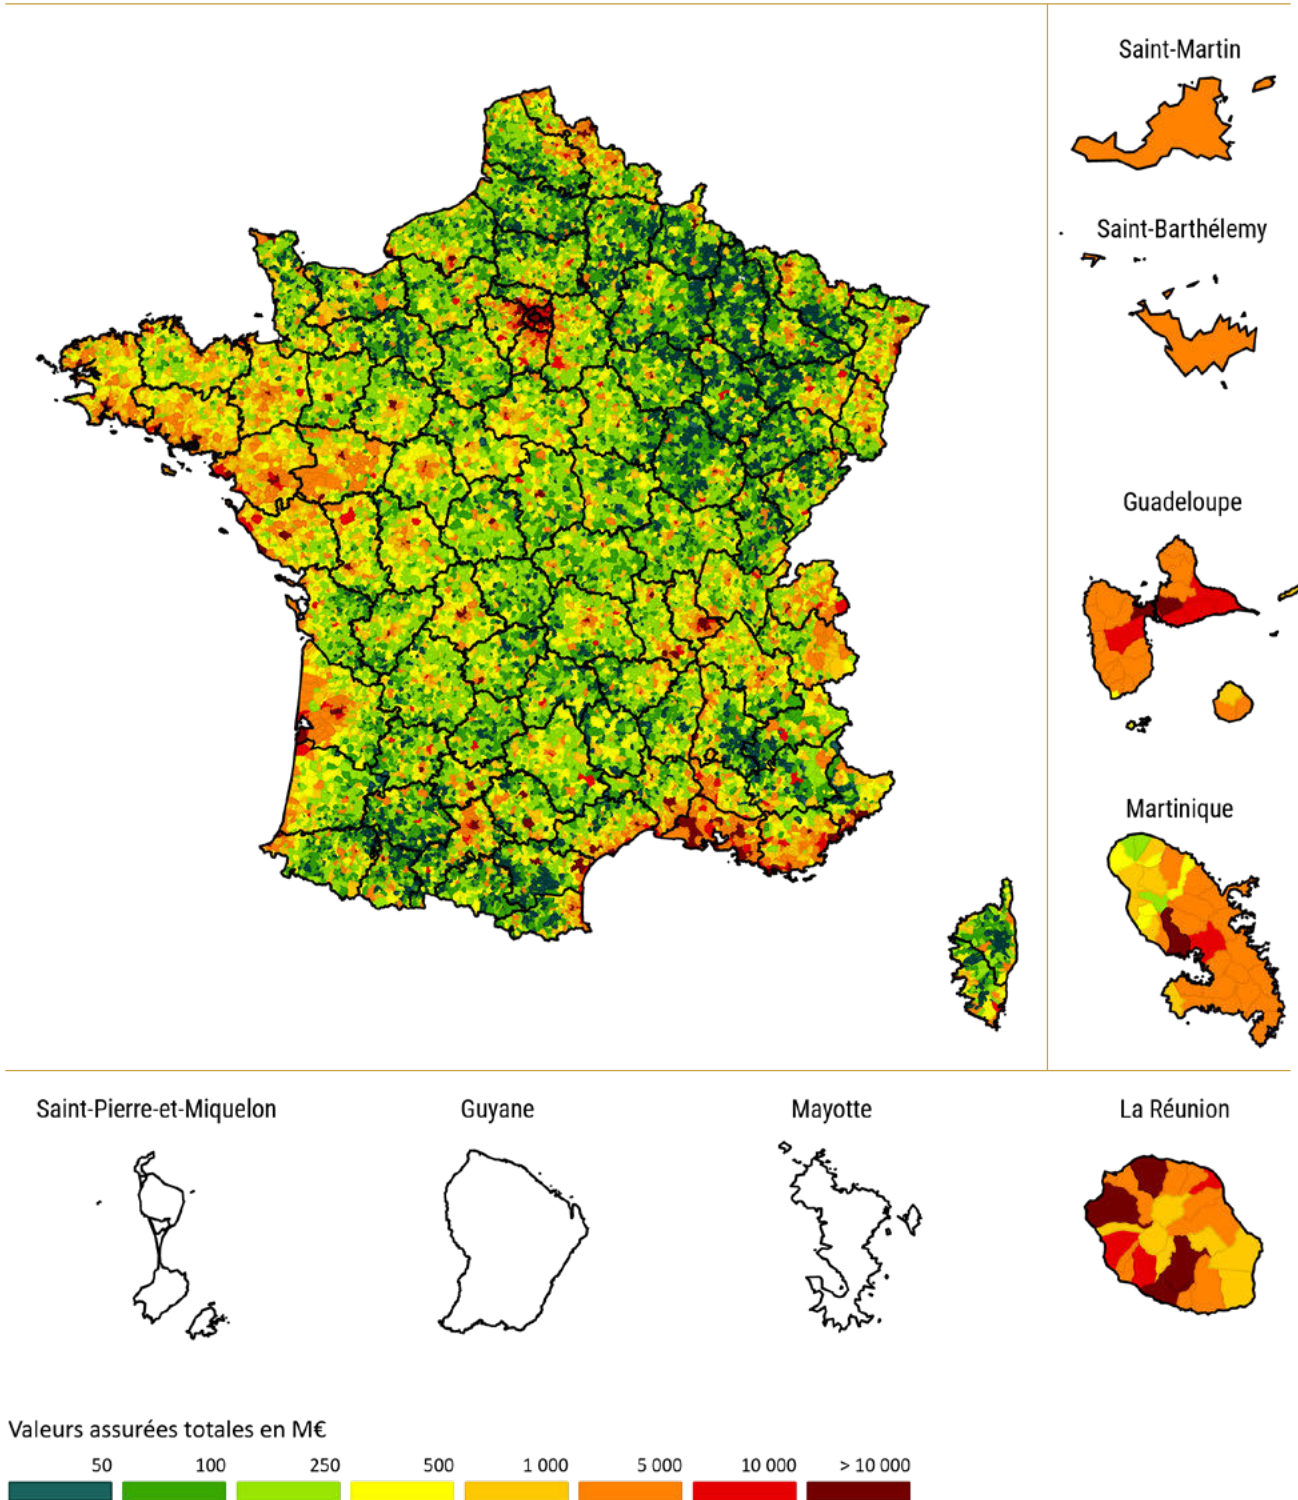 Saint-Martin
Saint-Barthélemy
Guadeloupe
Martinique
Saint-Pierre-et-Miquelon
Guyane
Mayotte
La Réunion
Valeurs assurées totales en M€
50 100 250 500 1 000 5 000 10 000 > 10 000